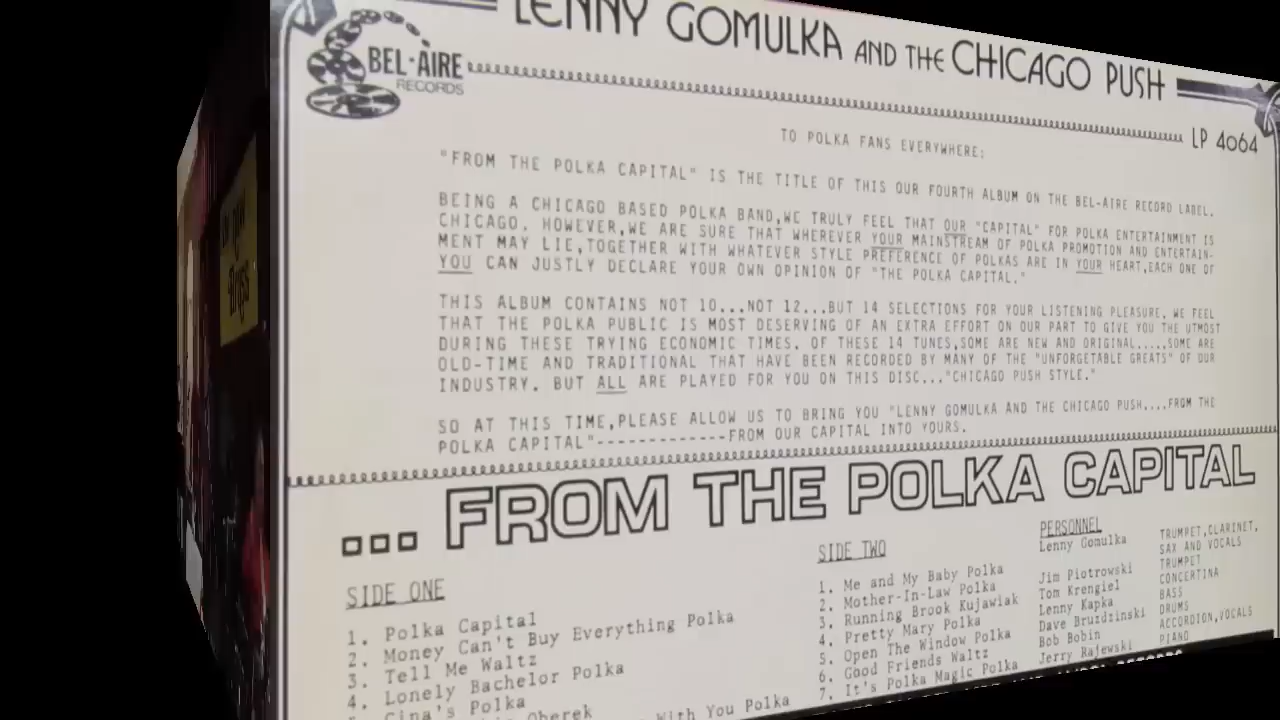 LENNY GOMULKA AND THE CHICAGO PUSH
BEL·AIRE
RECORDS
LP 4064
TO POLKA FANS EVERYWHERE:
"FROM THE POLKA CAPITAL" IS THE TITLE OF THIS OUR FOURTH ALBUM ON THE BEL-AIRE RECORD LABEL.
BEING A CHICAGO BASED POLKA BAND,WE TRULY FEEL THAT OUR "CAPITAL" FOR POLKA ENTERTAINMENT IS
CHICAGO. HOWEVER,WE ARE SURE THAT WHEREVER YOUR MAINSTREAM OF POLKA PROMOTION AND ENTERTAIN-
MENT MAY LIE,TOGETHER WITH WHATEVER STYLE PREFERENCE OF POLKAS ARE IN YOUR HEART,EACH ONE OF
YOU CAN JUSTLY DECLARE YOUR OWN OPINION OF "THE POLKA CAPITAL."
THIS ALBUM CONTAINS NOT 10...NOT 12...BUT 14 SELECTIONS FOR YOUR LISTENING PLEASURE. WE FEEL
THAT THE POLKA PUBLIC IS MOST DESERVING OF AN EXTRA EFFORT ON OUR PART TO GIVE YOU THE UTMOST
DURING THESE TRYING ECONOMIC TIMES. OF THESE 14 TUNES,SOME ARE NEW AND ORIGINAL.....SOME ARE
OLD-TIME AND TRADITIONAL THAT HAVE BEEN RECORDED BY MANY OF THE "UNFORGETABLE GREATS" OF OUR
INDUSTRY. BUT ALL ARE PLAYED FOR YOU ON THIS DISC..."CHICAGO PUSH STYLE."
SO AT THIS TIME,PLEASE ALLOW US TO BRING YOU "LENNY GOMULKA AND THE CHICAGO PUSH....FROM THE
POLKA CAPITAL"-------------FROM OUR CAPITAL INTO YOURS.
... FROM THE POLKA CAPITAL
SIDE ONE
1. Polka Capital
2. Money Can't Buy Everything Polka
3. Tell Me Waltz
4. Lonely Bachelor Polka
5. Gina's Polka
Oberek
With You Polka
SIDE TWO
1. Me and My Baby Polka
2. Mother-In-Law Polka
3. Running Brook Kujawiak
4. Pretty Mary Polka
5. Open The Window Polka
6. Good Friends Waltz
7. It's Polka Magic Polka
PERSONNEL
Lenny Gomulka TRUMPET,CLARINET,
SAX AND VOCALS
Jim Piotrowski TRUMPET
Tom Krengiel CONCERTINA
Lenny Kapka BASS
Dave Bruzdzinski DRUMS
Bob Bobin ACCORDION,VOCALS
Jerry Rajewski PIANO